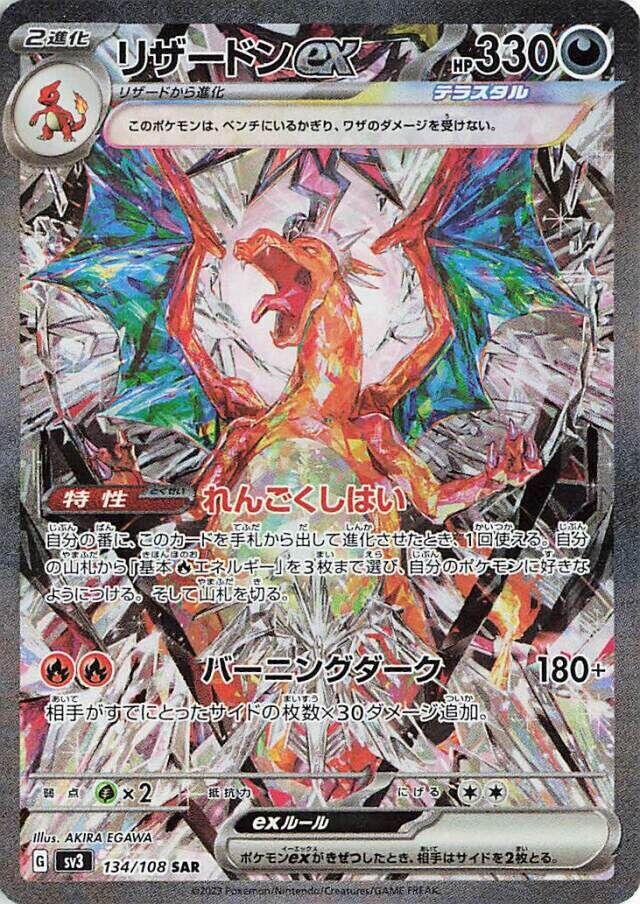 2進化 リザードンex HP330
リザードから進化 テラスタル
このポケモンは、ベンチにいるかぎり、ワザのダメージを受けない。
特性 とくせい れんごくしはい
自分の番に、このカードを手札から出して進化させたとき、1回使える。自分
の山札から「基本エネルギー」を3枚まで選び、自分のポケモンに好きな
ようにつける。そして山札を切る。
バーニングダーク 180+
相手がすでにとったサイドの枚数×30ダメージ追加。
弱点 ×2 抵抗力 にげる
exルール
ポケモンexがきぜつしたとき、相手はサイドを2枚とる。
Illus. AKIRA EGAWA
G sv3 134/108 SAR
©2023 Pokémon/Nintendo/Creatures/GAME FREAK.